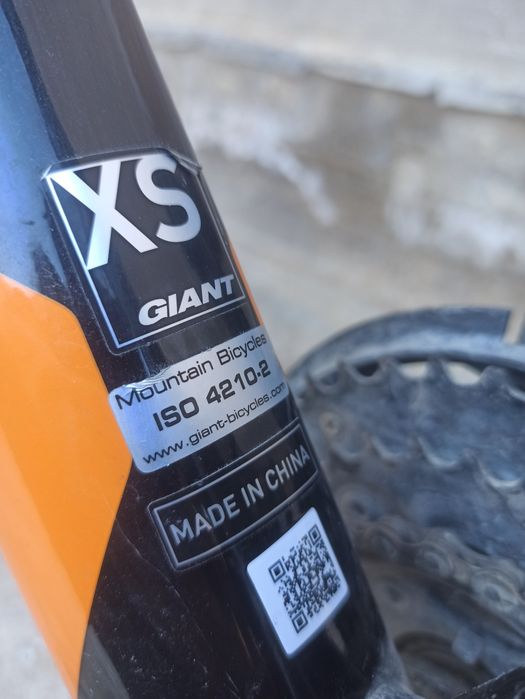 XS
GIANT
Mountain Bicycles
ISO 4210-2
www.giant-bicycles.com
MADE IN CHINA